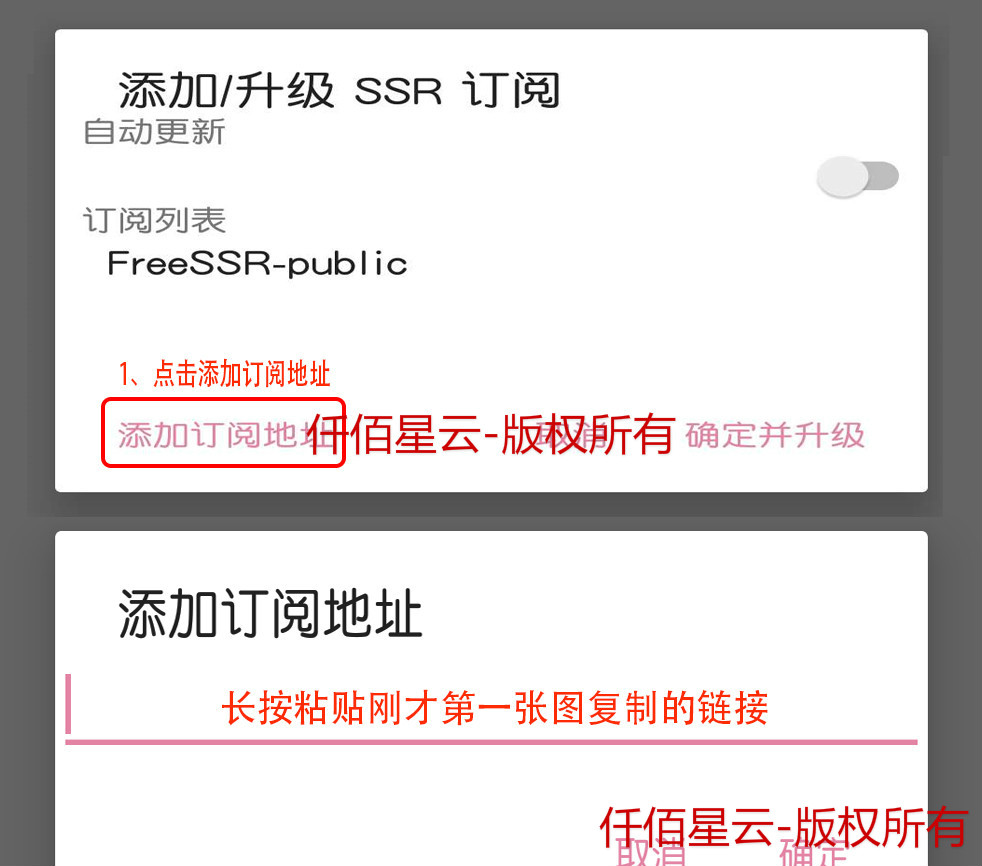 添加/升级 SSR 订阅
自动更新
订阅列表
FreeSSR-public
1、点击添加订阅地址
添加订阅地址 取消 确定并升级
仟佰星云-版权所有
添加订阅地址
长按粘贴刚才第一张图复制的链接
仟佰星云-版权所有
取消 确定